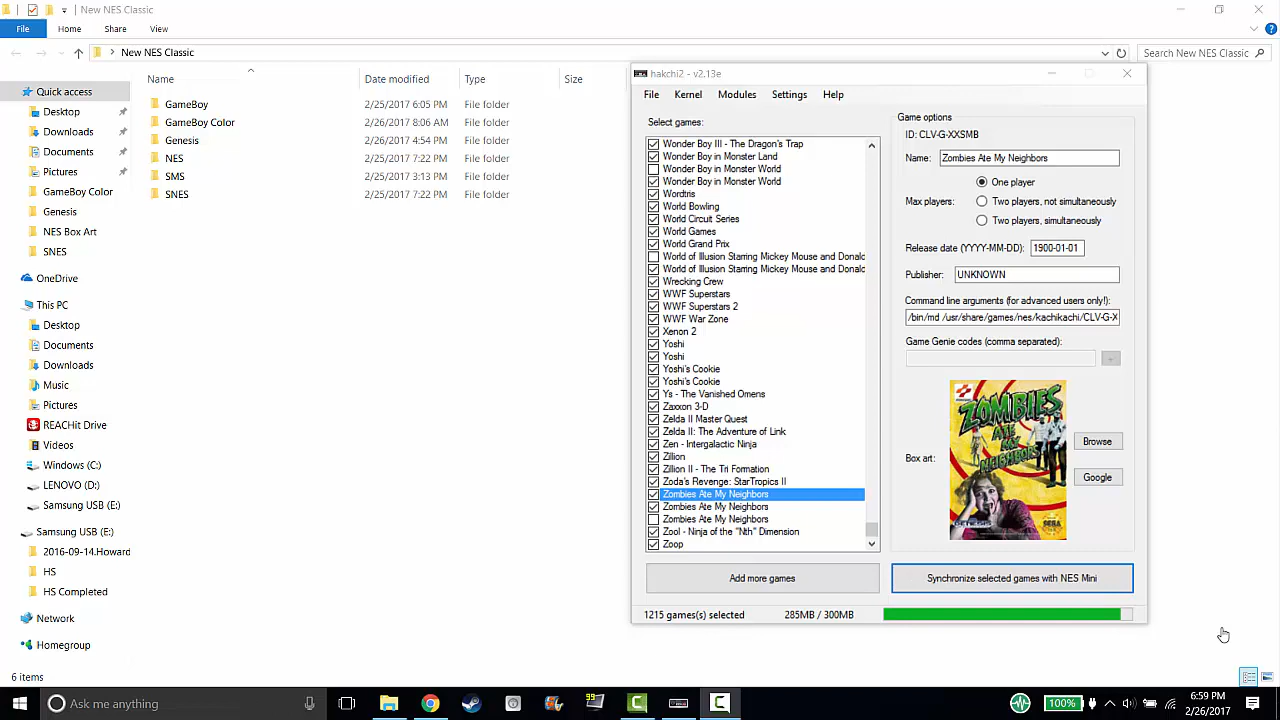 New NES Classic
File Home Share View
New NES Classic
Search New NES Classic
Name Date modified Type Size
Quick access
Desktop
Downloads
Documents
Pictures
GameBoy Color
Genesis
NES Box Art
SNES
OneDrive
This PC
Desktop
Documents
Downloads
Music
Pictures
REACHit Drive
Videos
Windows (C:)
LENOVO (D:)
Samsung USB (E:)
Samsung USB (E:)
2016-09-14.Howard
HS
HS Completed
Network
Homegroup
6 items
GameBoy 2/25/2017 6:05 PM File folder
GameBoy Color 2/26/2017 8:06 AM File folder
Genesis 2/26/2017 4:54 PM File folder
NES 2/25/2017 7:22 PM File folder
SMS 2/25/2017 3:13 PM File folder
SNES 2/25/2017 7:22 PM File folder
hakchi2 - v2.13e
File Kernel Modules Settings Help
Select games:
Wonder Boy III - The Dragon's Trap
Wonder Boy in Monster Land
Wonder Boy in Monster World
Wonder Boy in Monster World
Wordtris
World Bowling
World Circuit Series
World Games
World Grand Prix
World of Illusion Starring Mickey Mouse and Donald
World of Illusion Starring Mickey Mouse and Donald
Wrecking Crew
WWF Superstars
WWF Superstars 2
WWF War Zone
Xenon 2
Yoshi
Yoshi
Yoshi's Cookie
Yoshi's Cookie
Ys - The Vanished Omens
Zaxxon 3-D
Zelda II Master Quest
Zelda II: The Adventure of Link
Zen - Intergalactic Ninja
Zillion
Zillion II - The Tri Formation
Zoda's Revenge: StarTropics II
Zombies Ate My Neighbors
Zombies Ate My Neighbors
Zombies Ate My Neighbors
Zool - Ninja of the "Nth" Dimension
Zoop
Add more games
1215 games(s) selected 285MB / 300MB
Game options
ID: CLV-G-XXSMB
Name: Zombies Ate My Neighbors
One player
Max players: Two players, not simultaneously
Two players, simultaneously
Release date (YYYY-MM-DD): 1900-01-01
Publisher: UNKNOWN
Command line arguments (for advanced users only!):
/bin/md /usr/share/games/nes/kachikachi/CLV-G-X
Game Genie codes (comma separated):
Box art:
KONAMI
ZOMBIES
ATE
MY
NEIGHBORS
GENESIS
SEGA
Browse
Google
Synchronize selected games with NES Mini
Ask me anything
99
100%
6:59 PM
2/26/2017